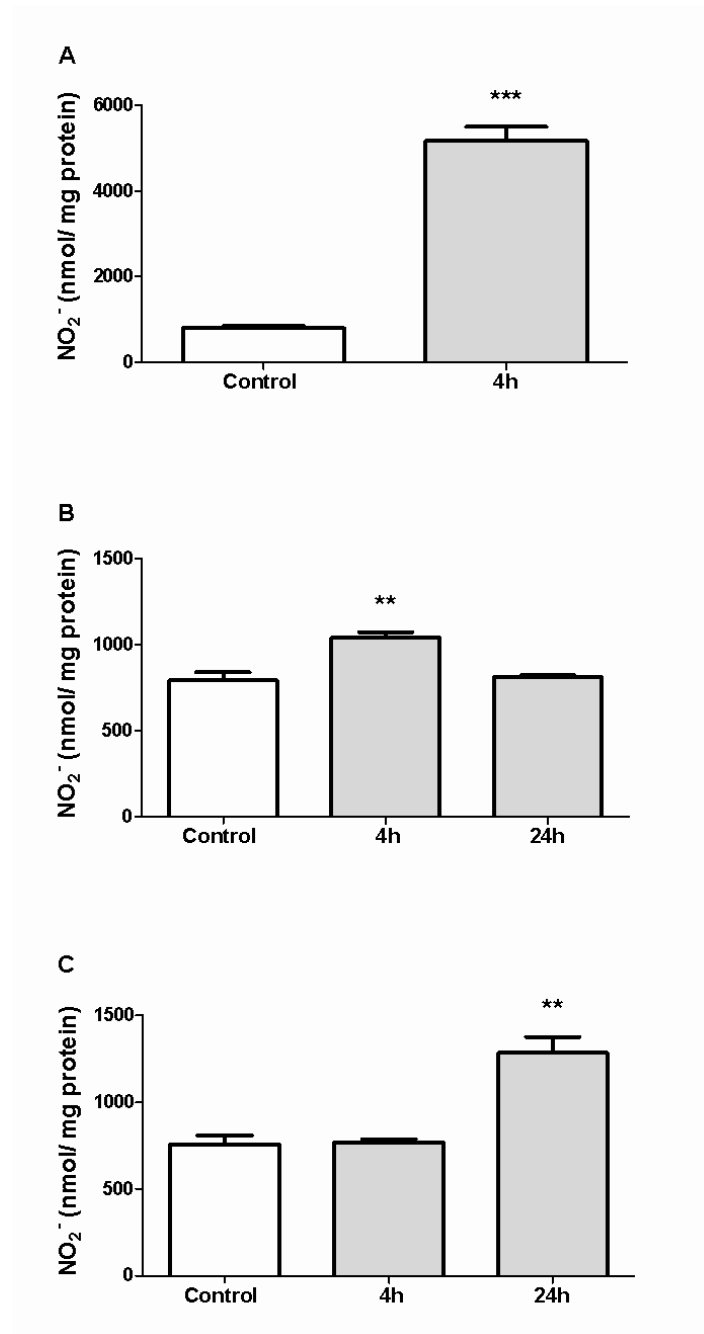 A
NO₂⁻ (nmol/ mg protein)
6000
4000
2000
0
***
Control
4h
B
NO₂⁻ (nmol/ mg protein)
1500
1000
500
0
**
Control
4h
24h
C
NO₂⁻ (nmol/ mg protein)
1500
1000
500
0
**
Control
4h
24h